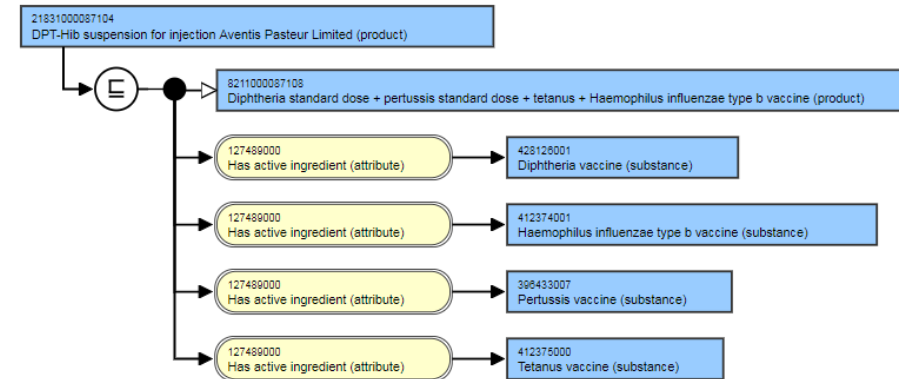 21831000087104
DPT-Hib suspension for injection Aventis Pasteur Limited (product)
⊑
8211000087108
Diphtheria standard dose + pertussis standard dose + tetanus + Haemophilus influenzae type b vaccine (product)
127489000
Has active ingredient (attribute)
428126001
Diphtheria vaccine (substance)
127489000
Has active ingredient (attribute)
412374001
Haemophilus influenzae type b vaccine (substance)
127489000
Has active ingredient (attribute)
396433007
Pertussis vaccine (substance)
127489000
Has active ingredient (attribute)
412375000
Tetanus vaccine (substance)